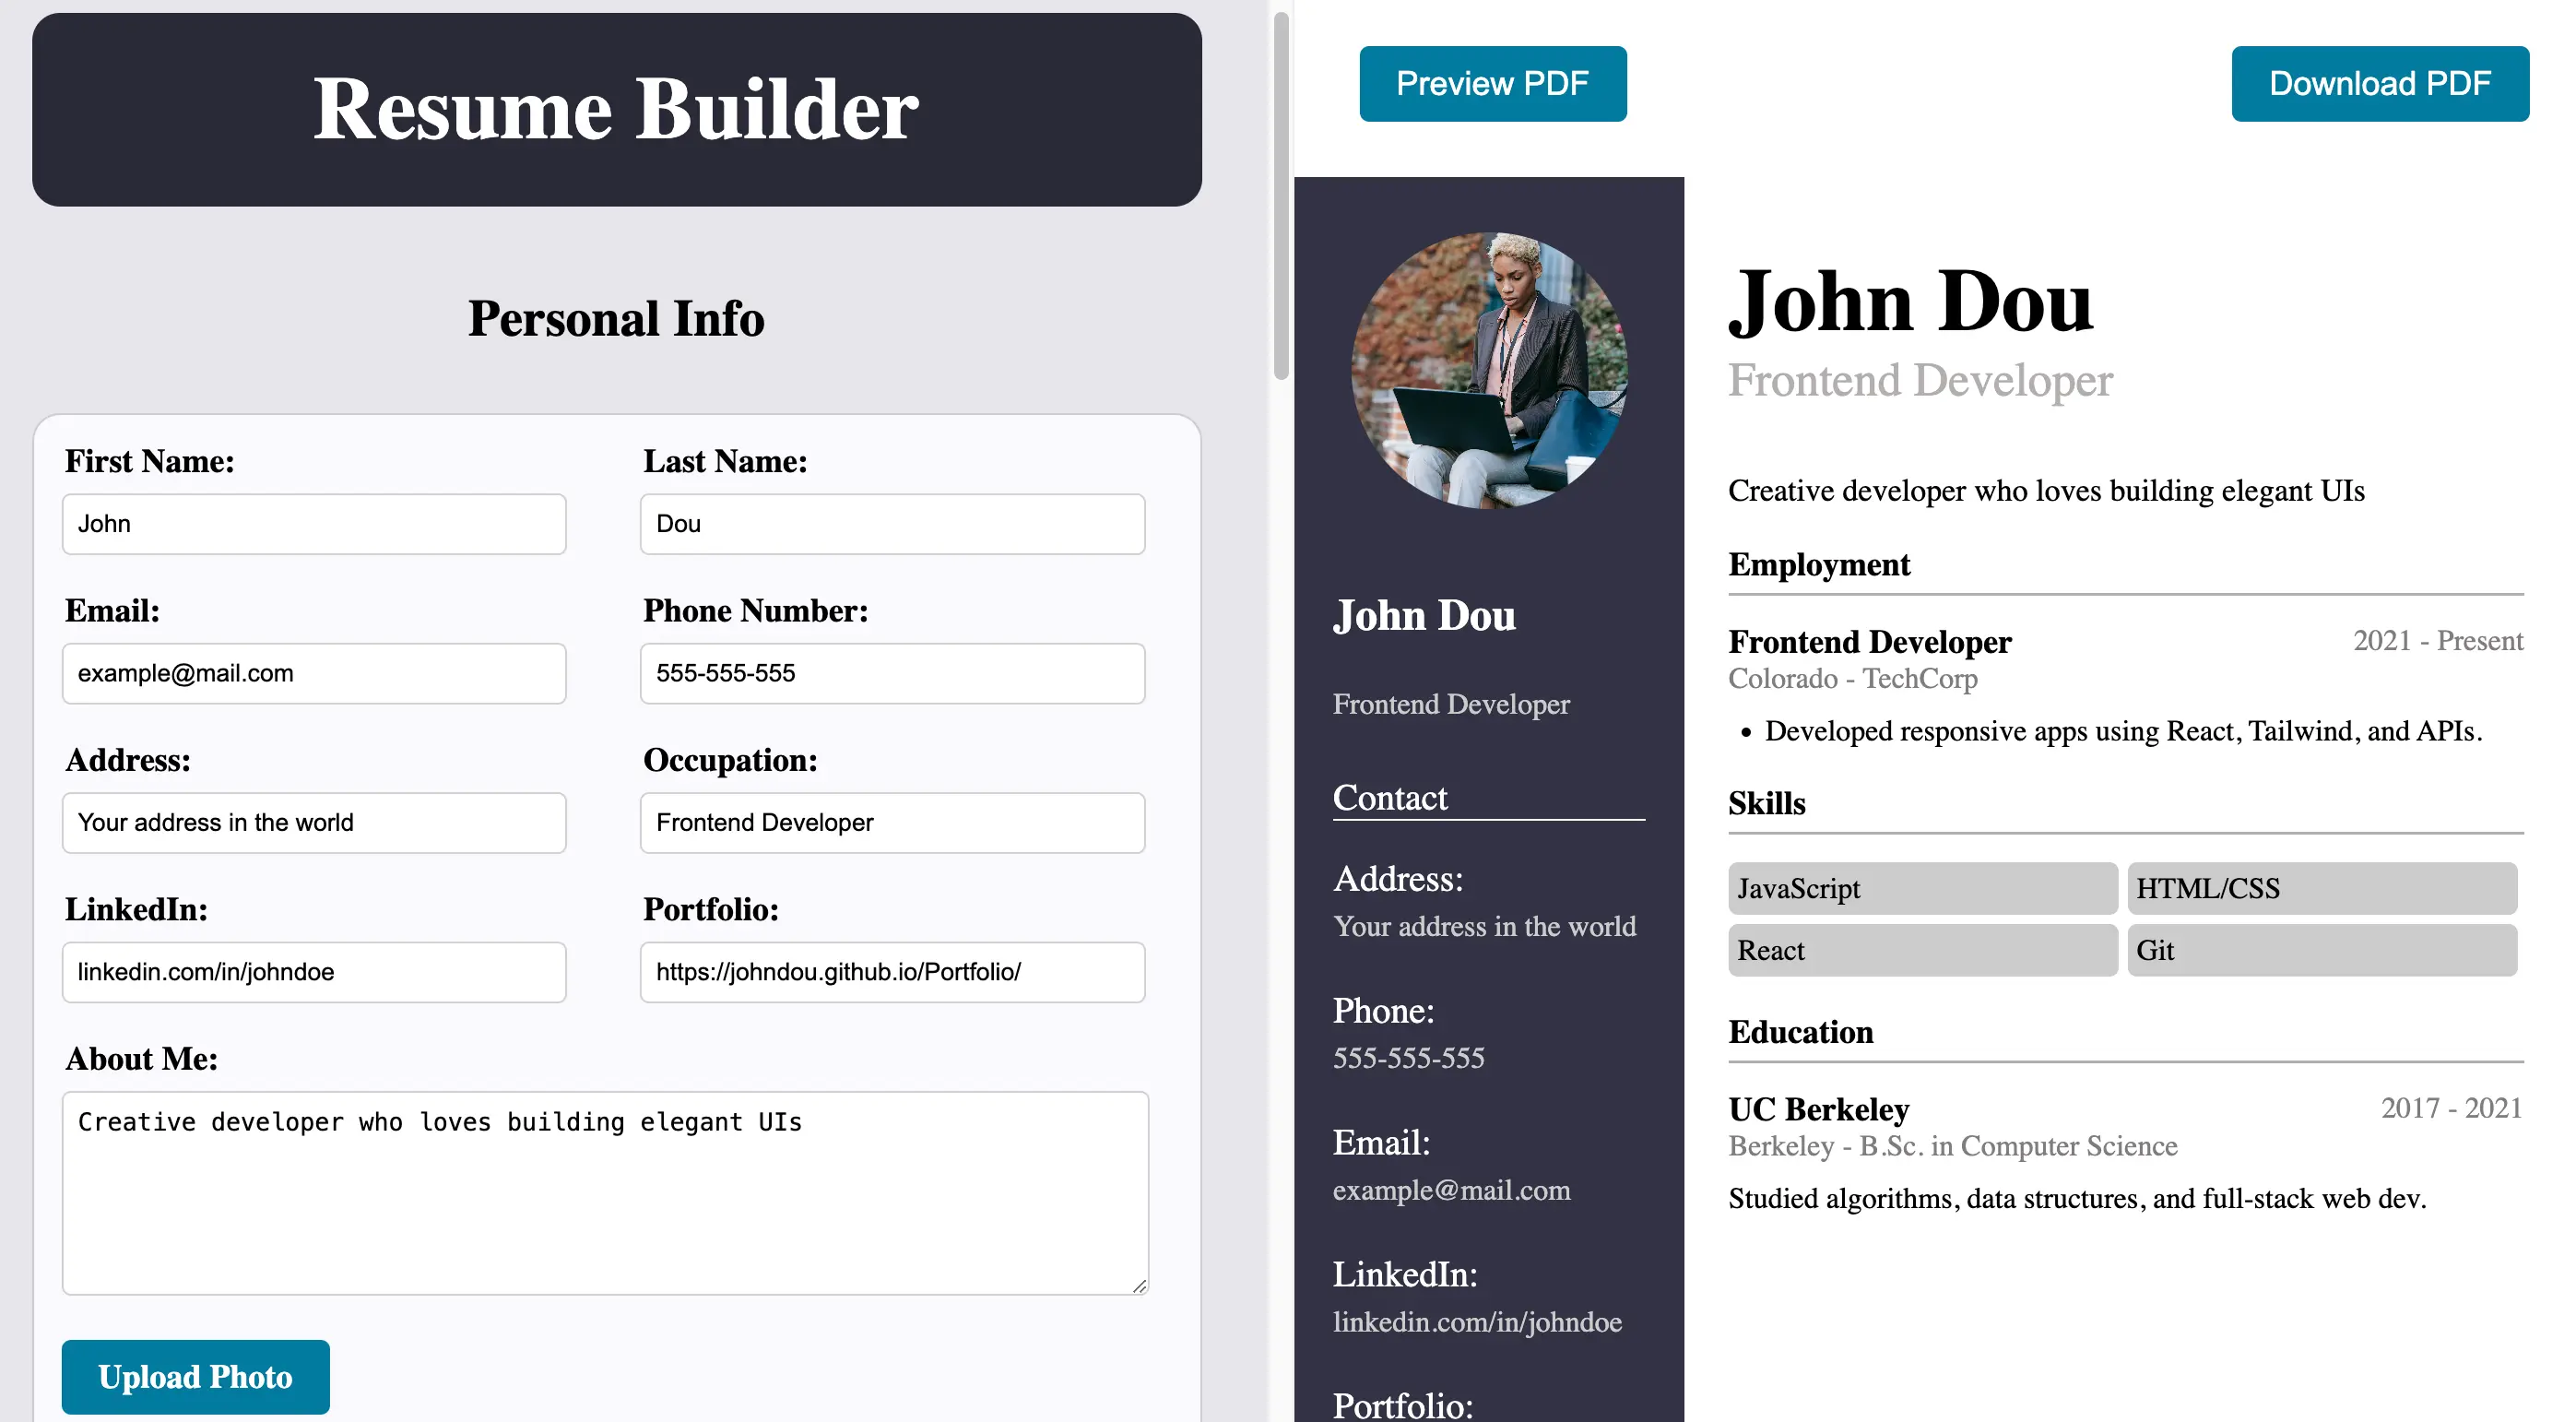 Resume Builder
Personal Info
First Name:
Last Name:
John
Dou
Email:
Phone Number:
example@mail.com
555-555-555
Address:
Occupation:
Your address in the world
Frontend Developer
LinkedIn:
Portfolio:
linkedin.com/in/johndoe
https://johndou.github.io/Portfolio/
About Me:
Creative developer who loves building elegant UIs
Upload Photo
Preview PDF
Download PDF
John Dou
Frontend Developer
Contact
Address:
Your address in the world
Phone:
555-555-555
Email:
example@mail.com
LinkedIn:
linkedin.com/in/johndoe
Portfolio:
John Dou
Frontend Developer
Creative developer who loves building elegant UIs
Employment
Frontend Developer
2021 - Present
Colorado - TechCorp
• Developed responsive apps using React, Tailwind, and APIs.
Skills
JavaScript
HTML/CSS
React
Git
Education
UC Berkeley
2017 - 2021
Berkeley - B.Sc. in Computer Science
Studied algorithms, data structures, and full-stack web dev.